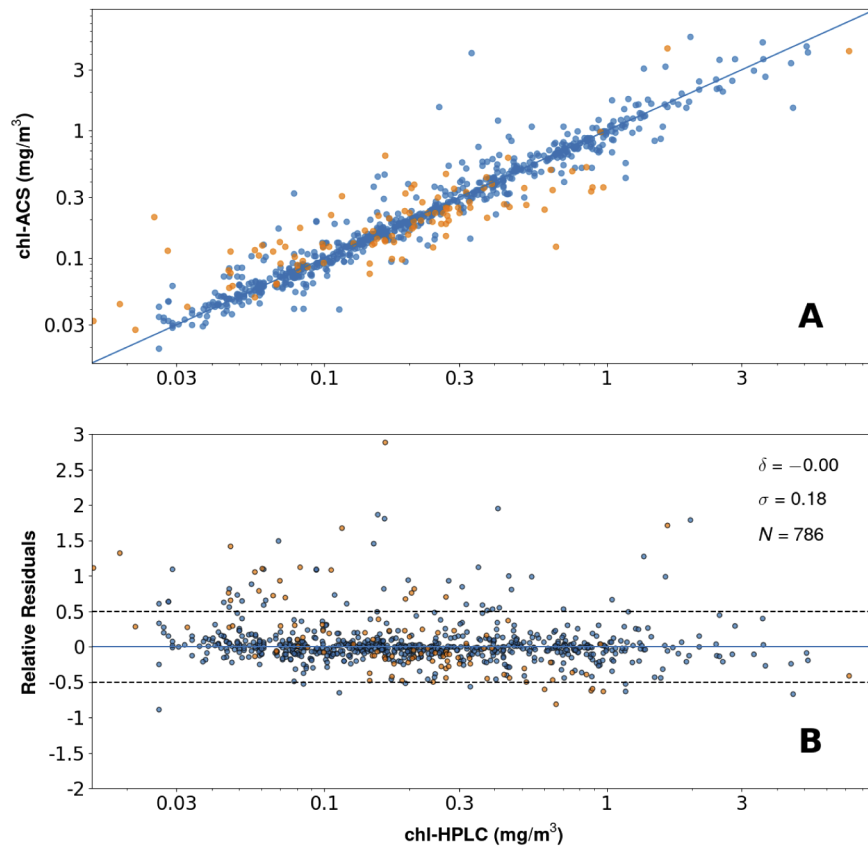 3
1
0.3
0.1
0.03
chl-ACS (mg/m³)
A
0.03 0.1 0.3 1 3
3
2.5
2
1.5
1
0.5
0
-0.5
-1
-1.5
-2
Relative Residuals
δ = −0.00
σ = 0.18
N = 786
B
0.03 0.1 0.3 1 3
chl-HPLC (mg/m³)